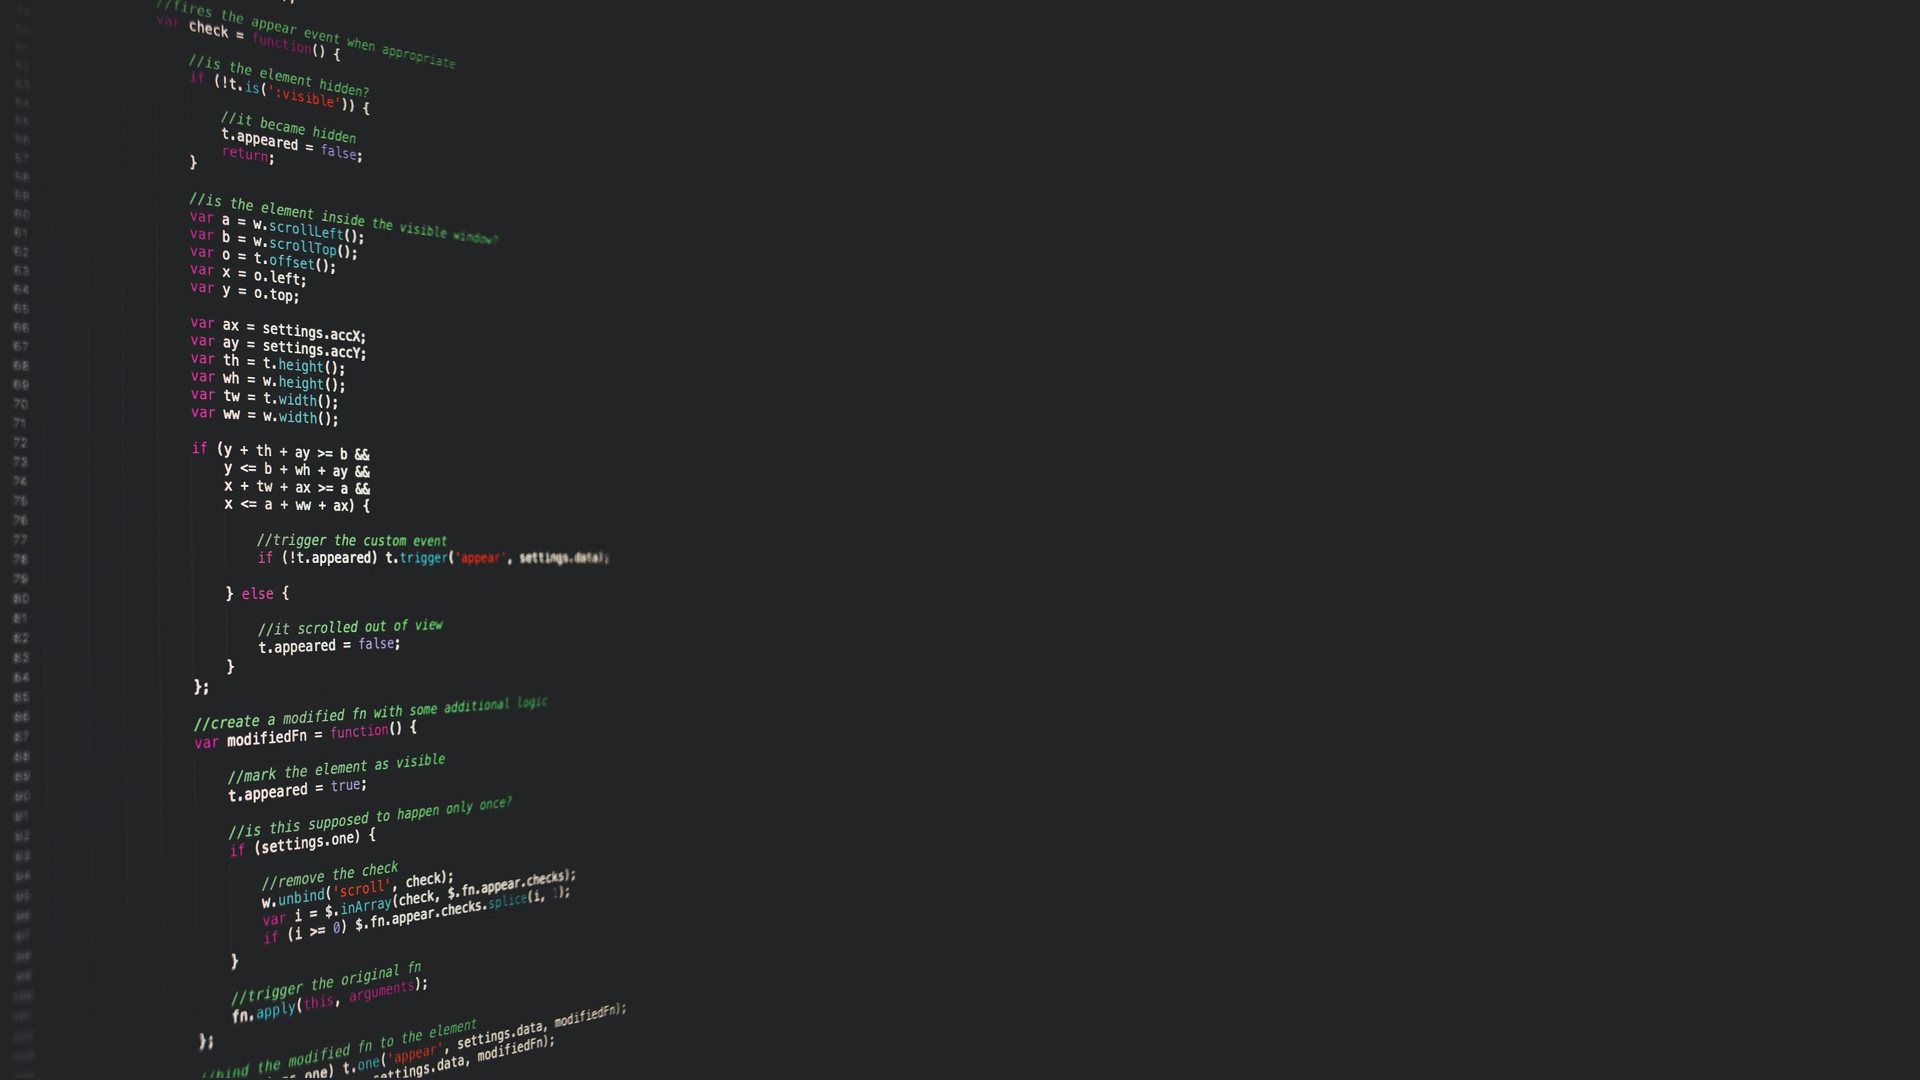 //fires the appear event when appropriate
var check = function() {
//is the element hidden?
if (!t.is(':visible')) {
//it became hidden
t.appeared = false;
return;
}
//is the element inside the visible window?
var a = w.scrollLeft();
var b = w.scrollTop();
var o = t.offset();
var x = o.left;
var y = o.top;
var ax = settings.accX;
var ay = settings.accY;
var th = t.height();
var wh = w.height();
var tw = t.width();
var ww = w.width();
if (y + th + ay >= b &&
y <= b + wh + ay &&
x + tw + ax >= a &&
x <= a + ww + ax) {
//trigger the custom event
if (!t.appeared) t.trigger('appear', settings.data);
} else {
//it scrolled out of view
t.appeared = false;
}
};
//create a modified fn with some additional logic
var modifiedFn = function() {
//mark the element as visible
t.appeared = true;
//is this supposed to happen only once?
if (settings.one) {
//remove the check
w.unbind('scroll', check);
var i = $.inArray(check, $.fn.appear.checks);
if (i >= 0) $.fn.appear.checks.splice(i, 1);
}
//trigger the original fn
fn.apply(this, arguments);
};
//bind the modified fn to the element
one) t.one('appear', settings.data, modifiedFn);
settings.data, modifiedFn);